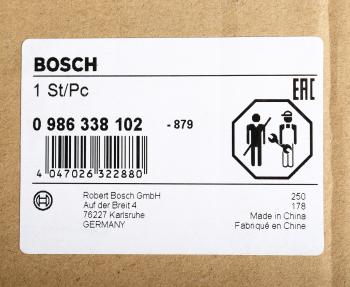 BOSCH
1 St/Pc
EAC
0 986 338 102 - 879
4 047026 322880
Robert Bosch GmbH
Auf der Breit 4
76227 Karlsruhe
GERMANY
250
178
Made in China
Fabriqué en Chine